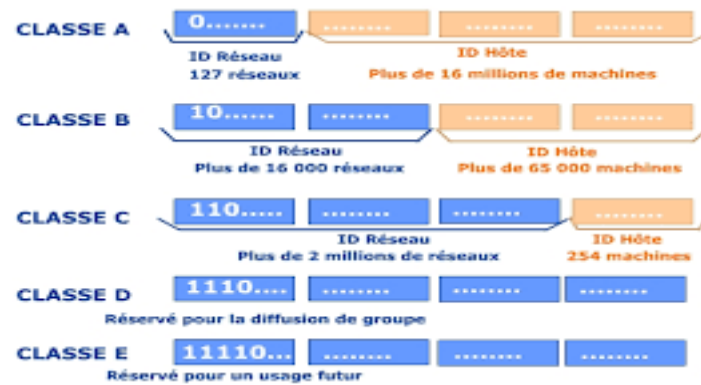 CLASSE A 0....... ........ ........ ........
ID Réseau ID Hôte
127 réseaux Plus de 16 millions de machines
CLASSE B 10...... ........ ........ ........
ID Réseau ID Hôte
Plus de 16 000 réseaux Plus de 65 000 machines
CLASSE C 110..... ........ ........ ........
ID Réseau ID Hôte
Plus de 2 millions de réseaux 254 machines
CLASSE D 1110.... ........ ........ ........
Réservé pour la diffusion de groupe
CLASSE E 11110... ........ ........ ........
Réservé pour un usage futur